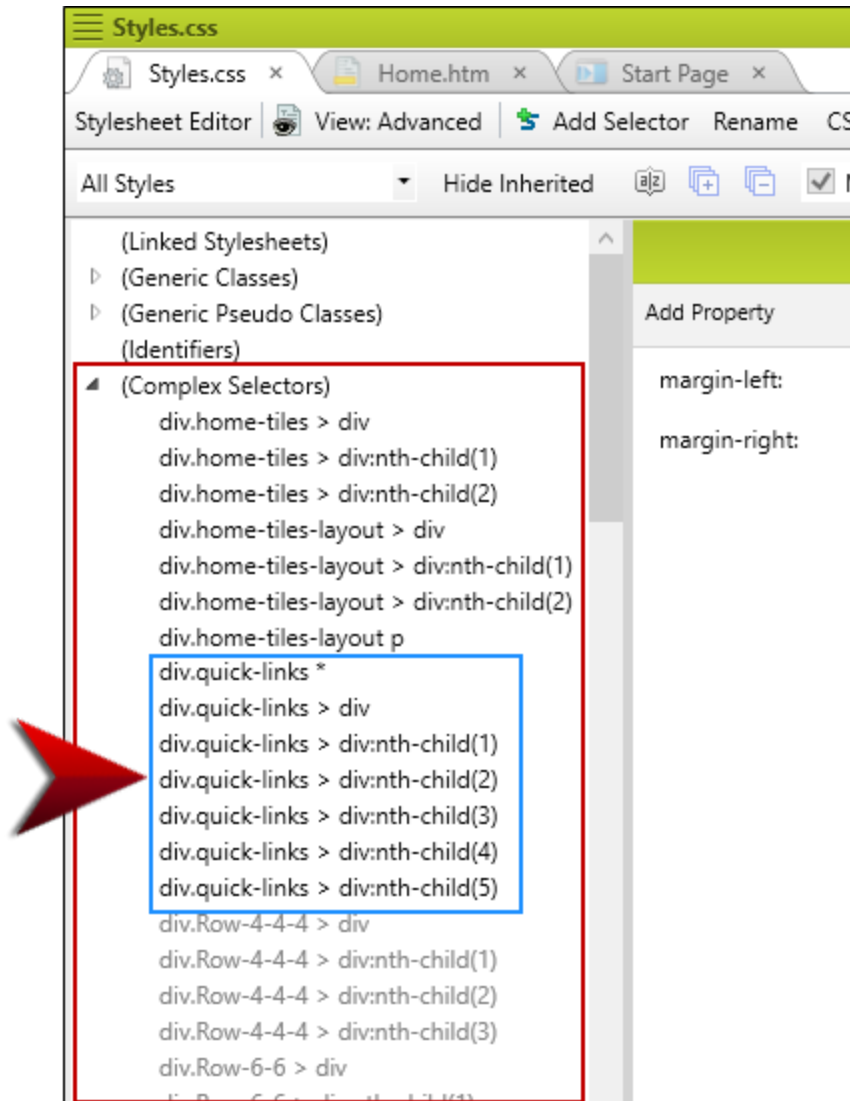 Styles.css
Styles.css × Home.htm × Start Page ×
Stylesheet Editor View: Advanced Add Selector Rename
All Styles Hide Inherited a z
(Linked Stylesheets)
(Generic Classes)
(Generic Pseudo Classes)
Add Property
(Identifiers)
(Complex Selectors)
margin-left:
div.home-tiles > div
margin-right:
div.home-tiles > div:nth-child(1)
div.home-tiles > div:nth-child(2)
div.home-tiles-layout > div
div.home-tiles-layout > div:nth-child(1)
div.home-tiles-layout > div:nth-child(2)
div.home-tiles-layout p
div.quick-links *
div.quick-links > div
div.quick-links > div:nth-child(1)
div.quick-links > div:nth-child(2)
div.quick-links > div:nth-child(3)
div.quick-links > div:nth-child(4)
div.quick-links > div:nth-child(5)
div.Row-4-4-4 > div
div.Row-4-4-4 > div:nth-child(1)
div.Row-4-4-4 > div:nth-child(2)
div.Row-4-4-4 > div:nth-child(3)
div.Row-6-6 > div